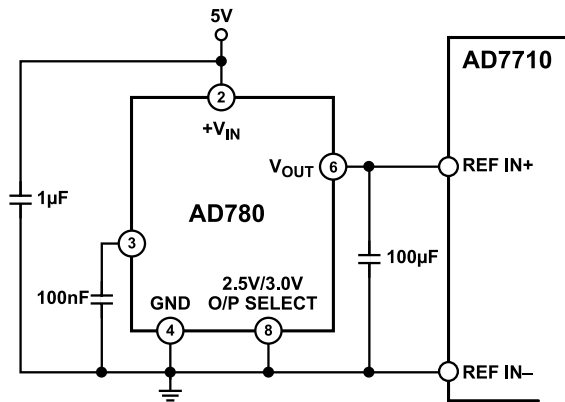 5V
AD7710
2
+VIN
VOUT
6
REF IN+
1µF
AD780
3
100µF
2.5V/3.0V
100nF
GND
O/P SELECT
4
8
REF IN–